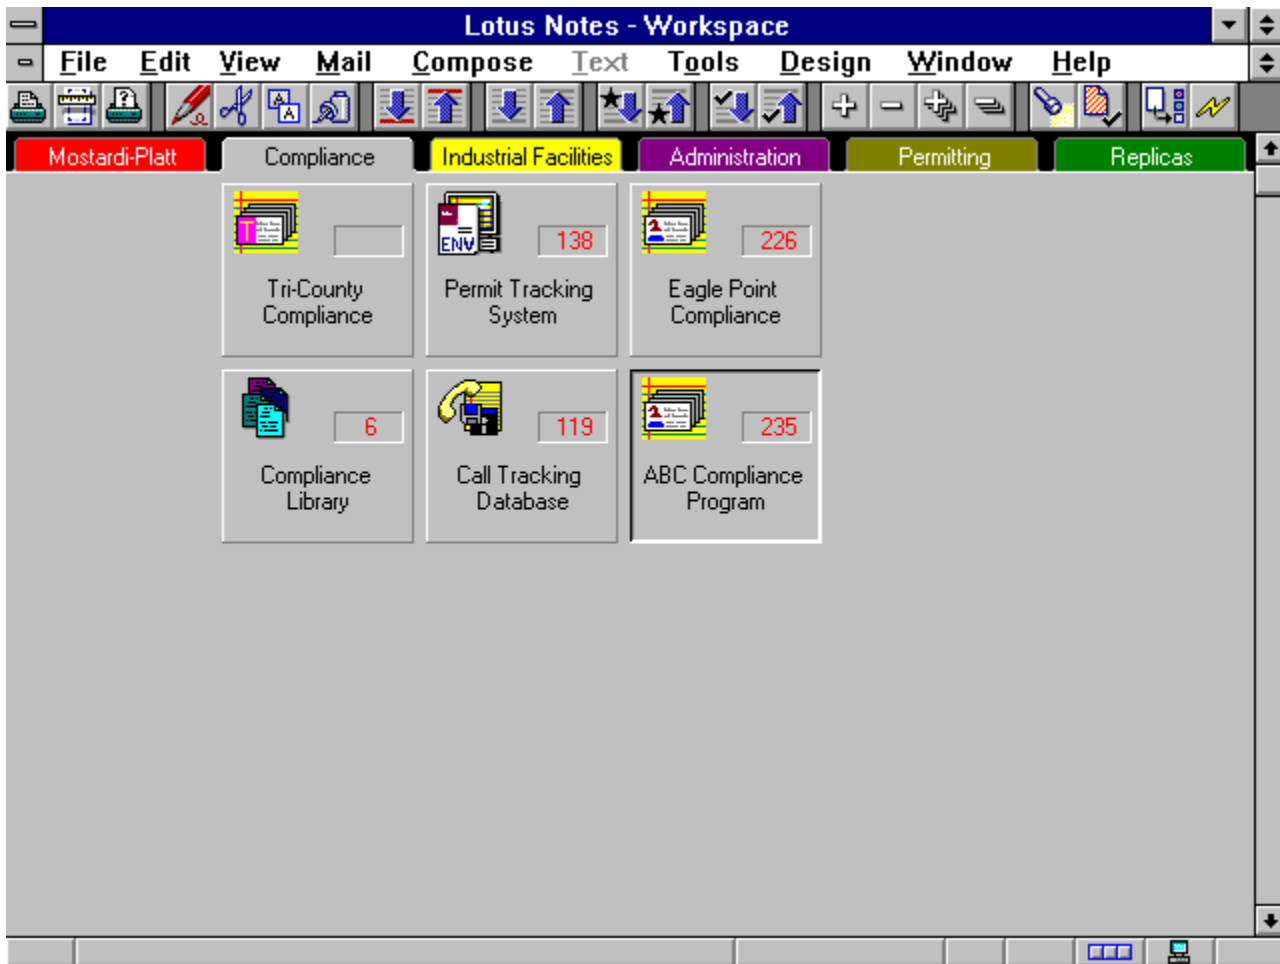 Lotus Notes - Workspace
File Edit View Mail Compose Text Tools Design Window Help
Mostardi-Platt Compliance Industrial Facilities Administration Permitting Replicas
T
ENV 138 226
Tri-County Permit Tracking Eagle Point
Compliance System Compliance
6 119 235
Compliance Call Tracking ABC Compliance
Library Database Program